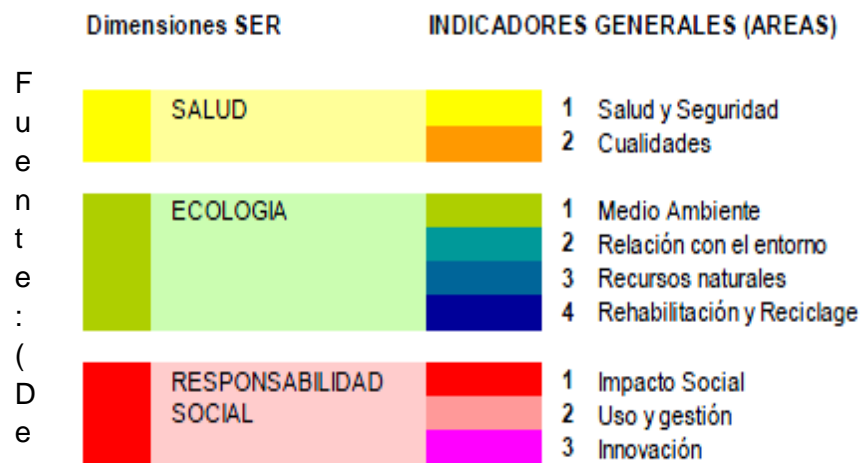 Dimensiones SER INDICADORES GENERALES (AREAS)
SALUD
1 Salud y Seguridad
2 Cualidades
ECOLOGIA
1 Medio Ambiente
2 Relación con el entorno
3 Recursos naturales
4 Rehabilitación y Reciclage
RESPONSABILIDAD
SOCIAL
1 Impacto Social
2 Uso y gestión
3 Innovación
F
u
e
n
t
e
:
(
D
e